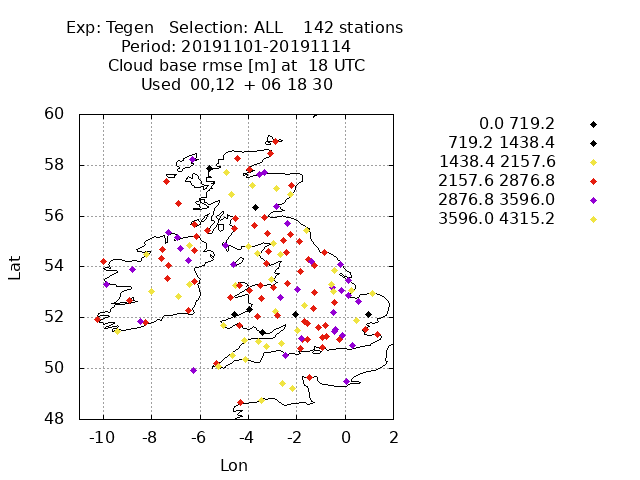 Exp: Tegen Selection: ALL 142 stations
Period: 20191101-20191114
Cloud base rmse [m] at 18 UTC
Used 00,12 + 06 18 30
0.0 719.2
719.2 1438.4
1438.4 2157.6
2157.6 2876.8
2876.8 3596.0
3596.0 4315.2
60
58
56
54
52
50
48
Lat
-10 -8 -6 -4 -2 0 2
Lon